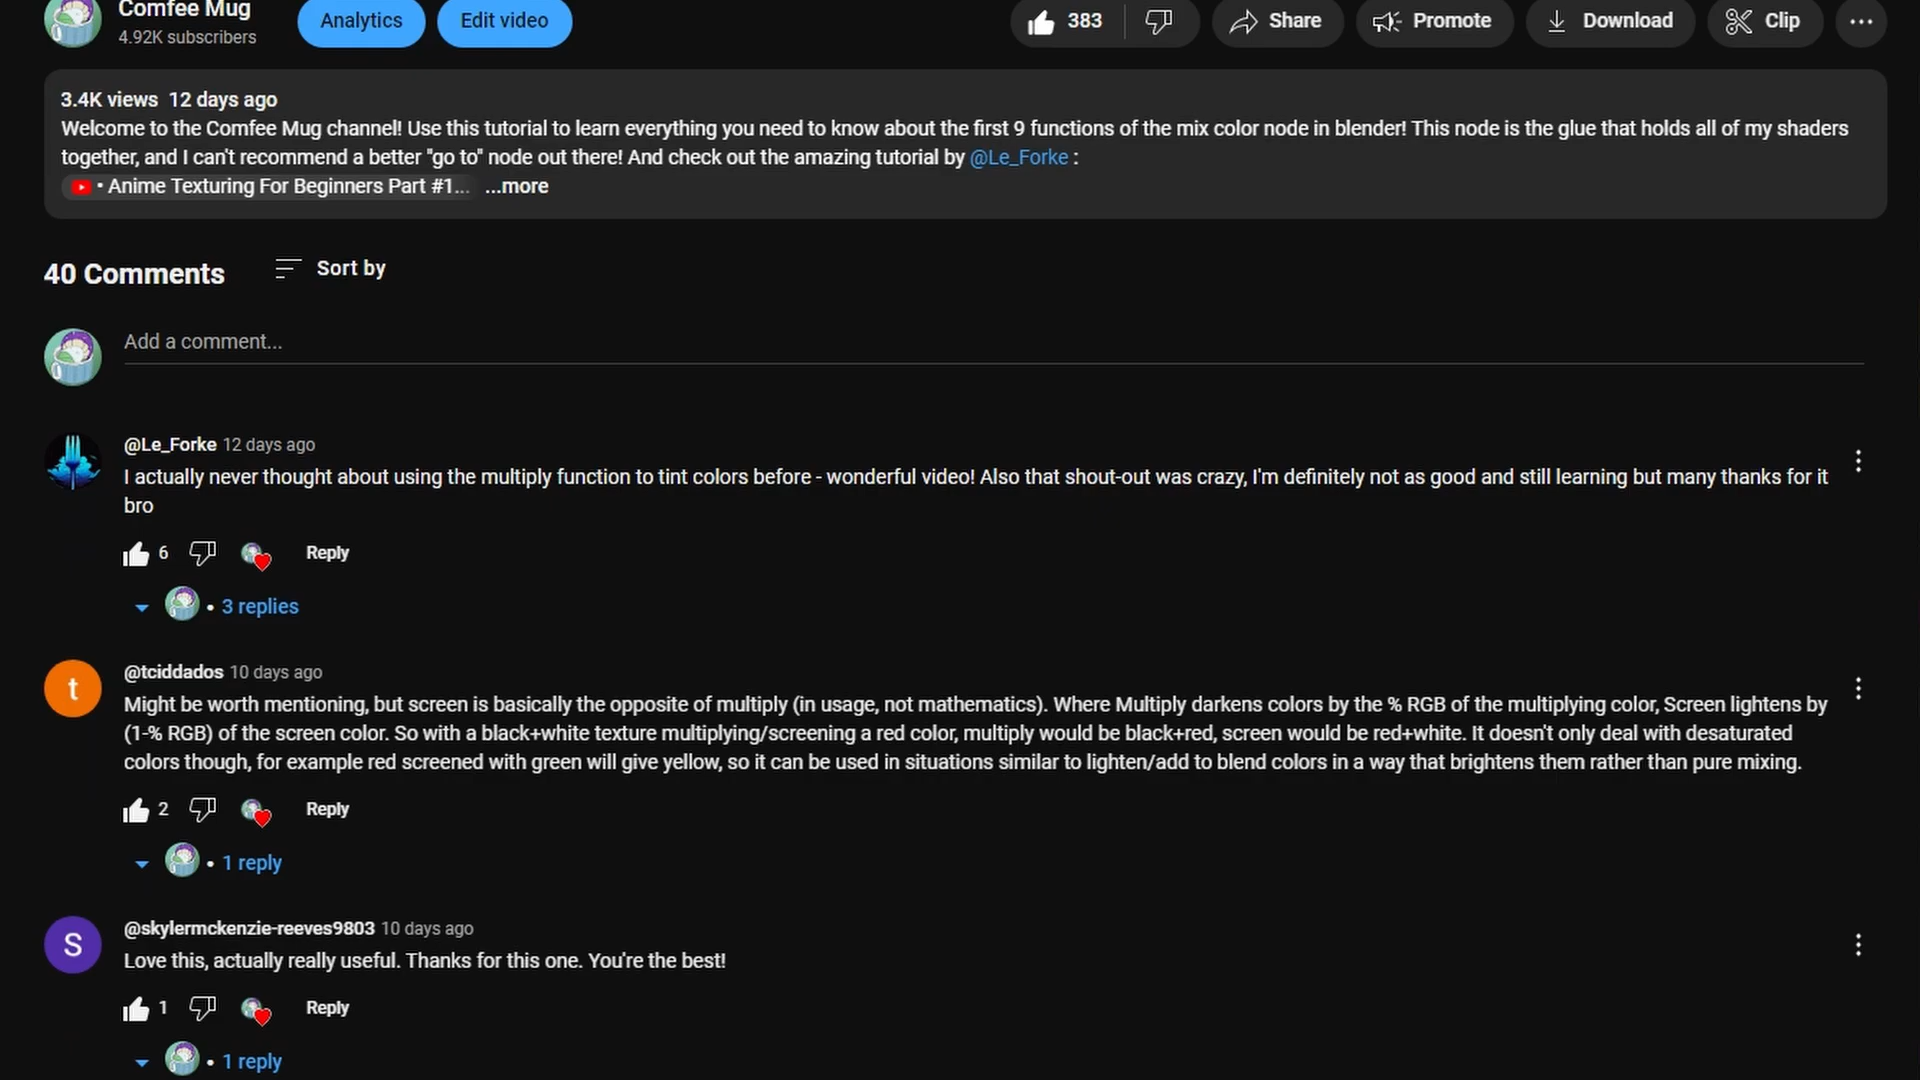 Comfee Mug
4.92K subscribers
Analytics
Edit video
383
Share
Promote
Download
Clip
3.4K views 12 days ago
Welcome to the Comfee Mug channel! Use this tutorial to learn everything you need to know about the first 9 functions of the mix color node in blender! This node is the glue that holds all of my shaders
together, and I can't recommend a better "go to" node out there! And check out the amazing tutorial by @Le_Forke :
• Anime Texturing For Beginners Part #1... ...more
40 Comments
Sort by
Add a comment...
@Le_Forke 12 days ago
I actually never thought about using the multiply function to tint colors before - wonderful video! Also that shout-out was crazy, I'm definitely not as good and still learning but many thanks for it
bro
6
Reply
• 3 replies
t
@tciddados 10 days ago
Might be worth mentioning, but screen is basically the opposite of multiply (in usage, not mathematics). Where Multiply darkens colors by the % RGB of the multiplying color, Screen lightens by
(1-% RGB) of the screen color. So with a black+white texture multiplying/screening a red color, multiply would be black+red, screen would be red+white. It doesn't only deal with desaturated
colors though, for example red screened with green will give yellow, so it can be used in situations similar to lighten/add to blend colors in a way that brightens them rather than pure mixing.
2
Reply
• 1 reply
S
@skylermckenzie-reeves9803 10 days ago
Love this, actually really useful. Thanks for this one. You're the best!
1
Reply
• 1 reply